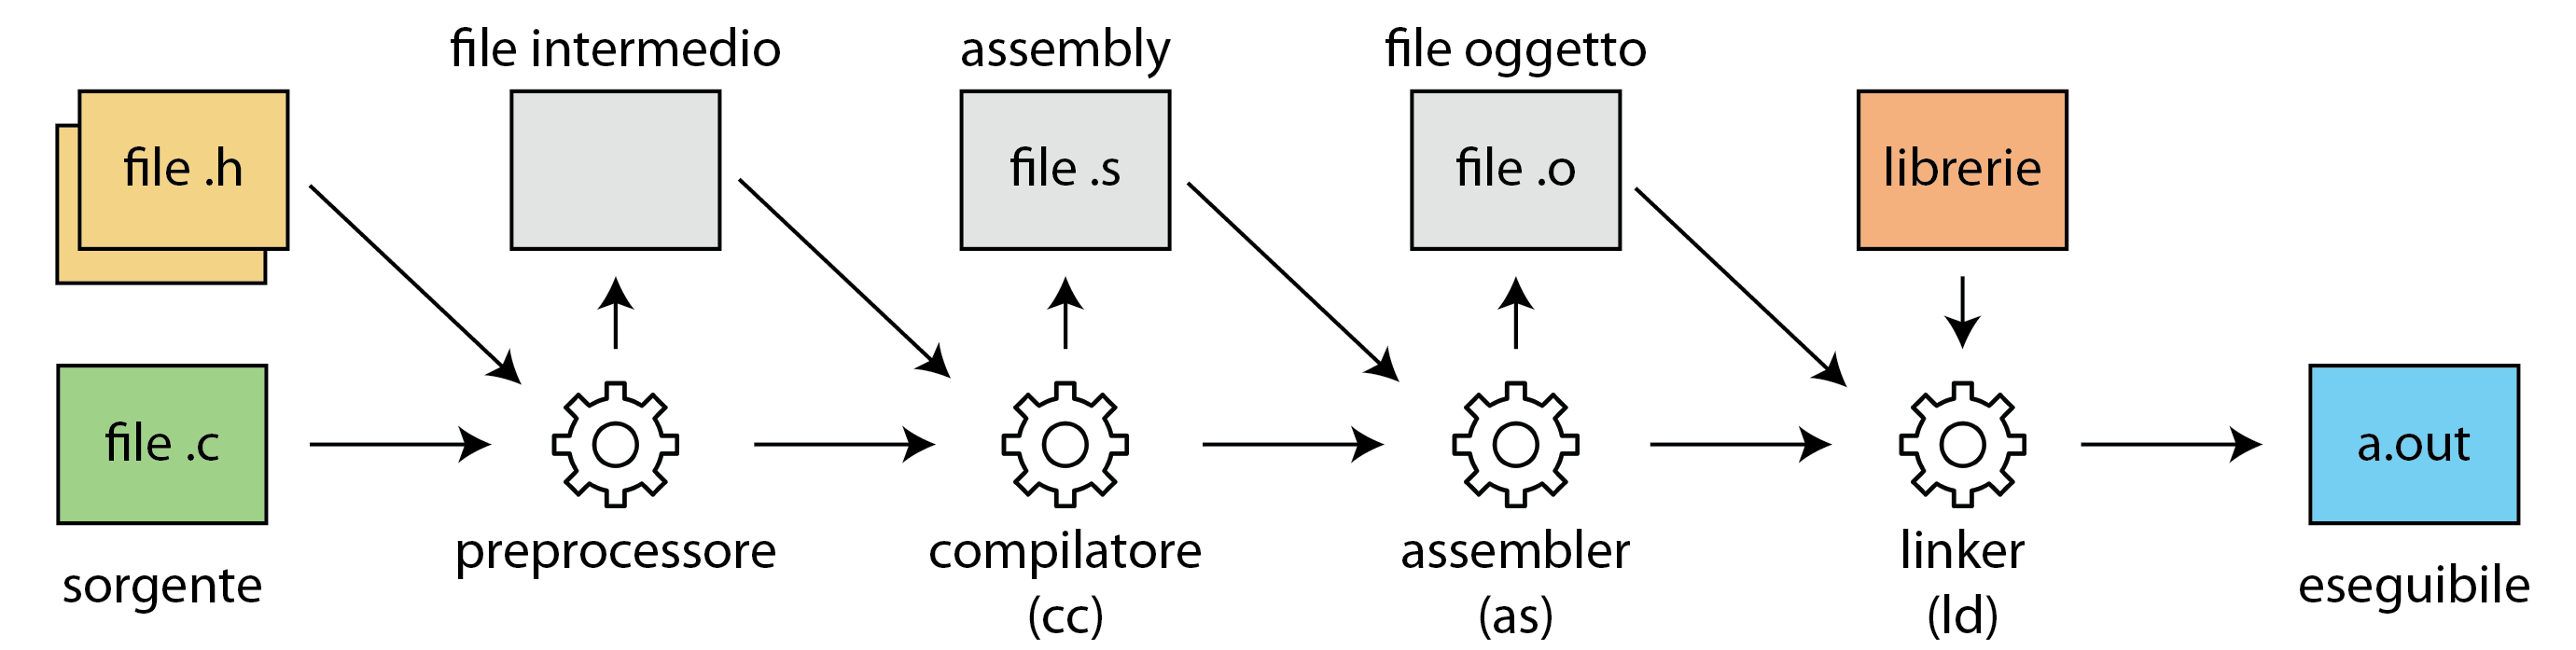 file intermedio
assembly
file oggetto
file .h
file .s
file .o
librerie
file .c
a.out
preprocessore
compilatore
(cc)
assembler
(as)
linker
(ld)
sorgente
eseguibile